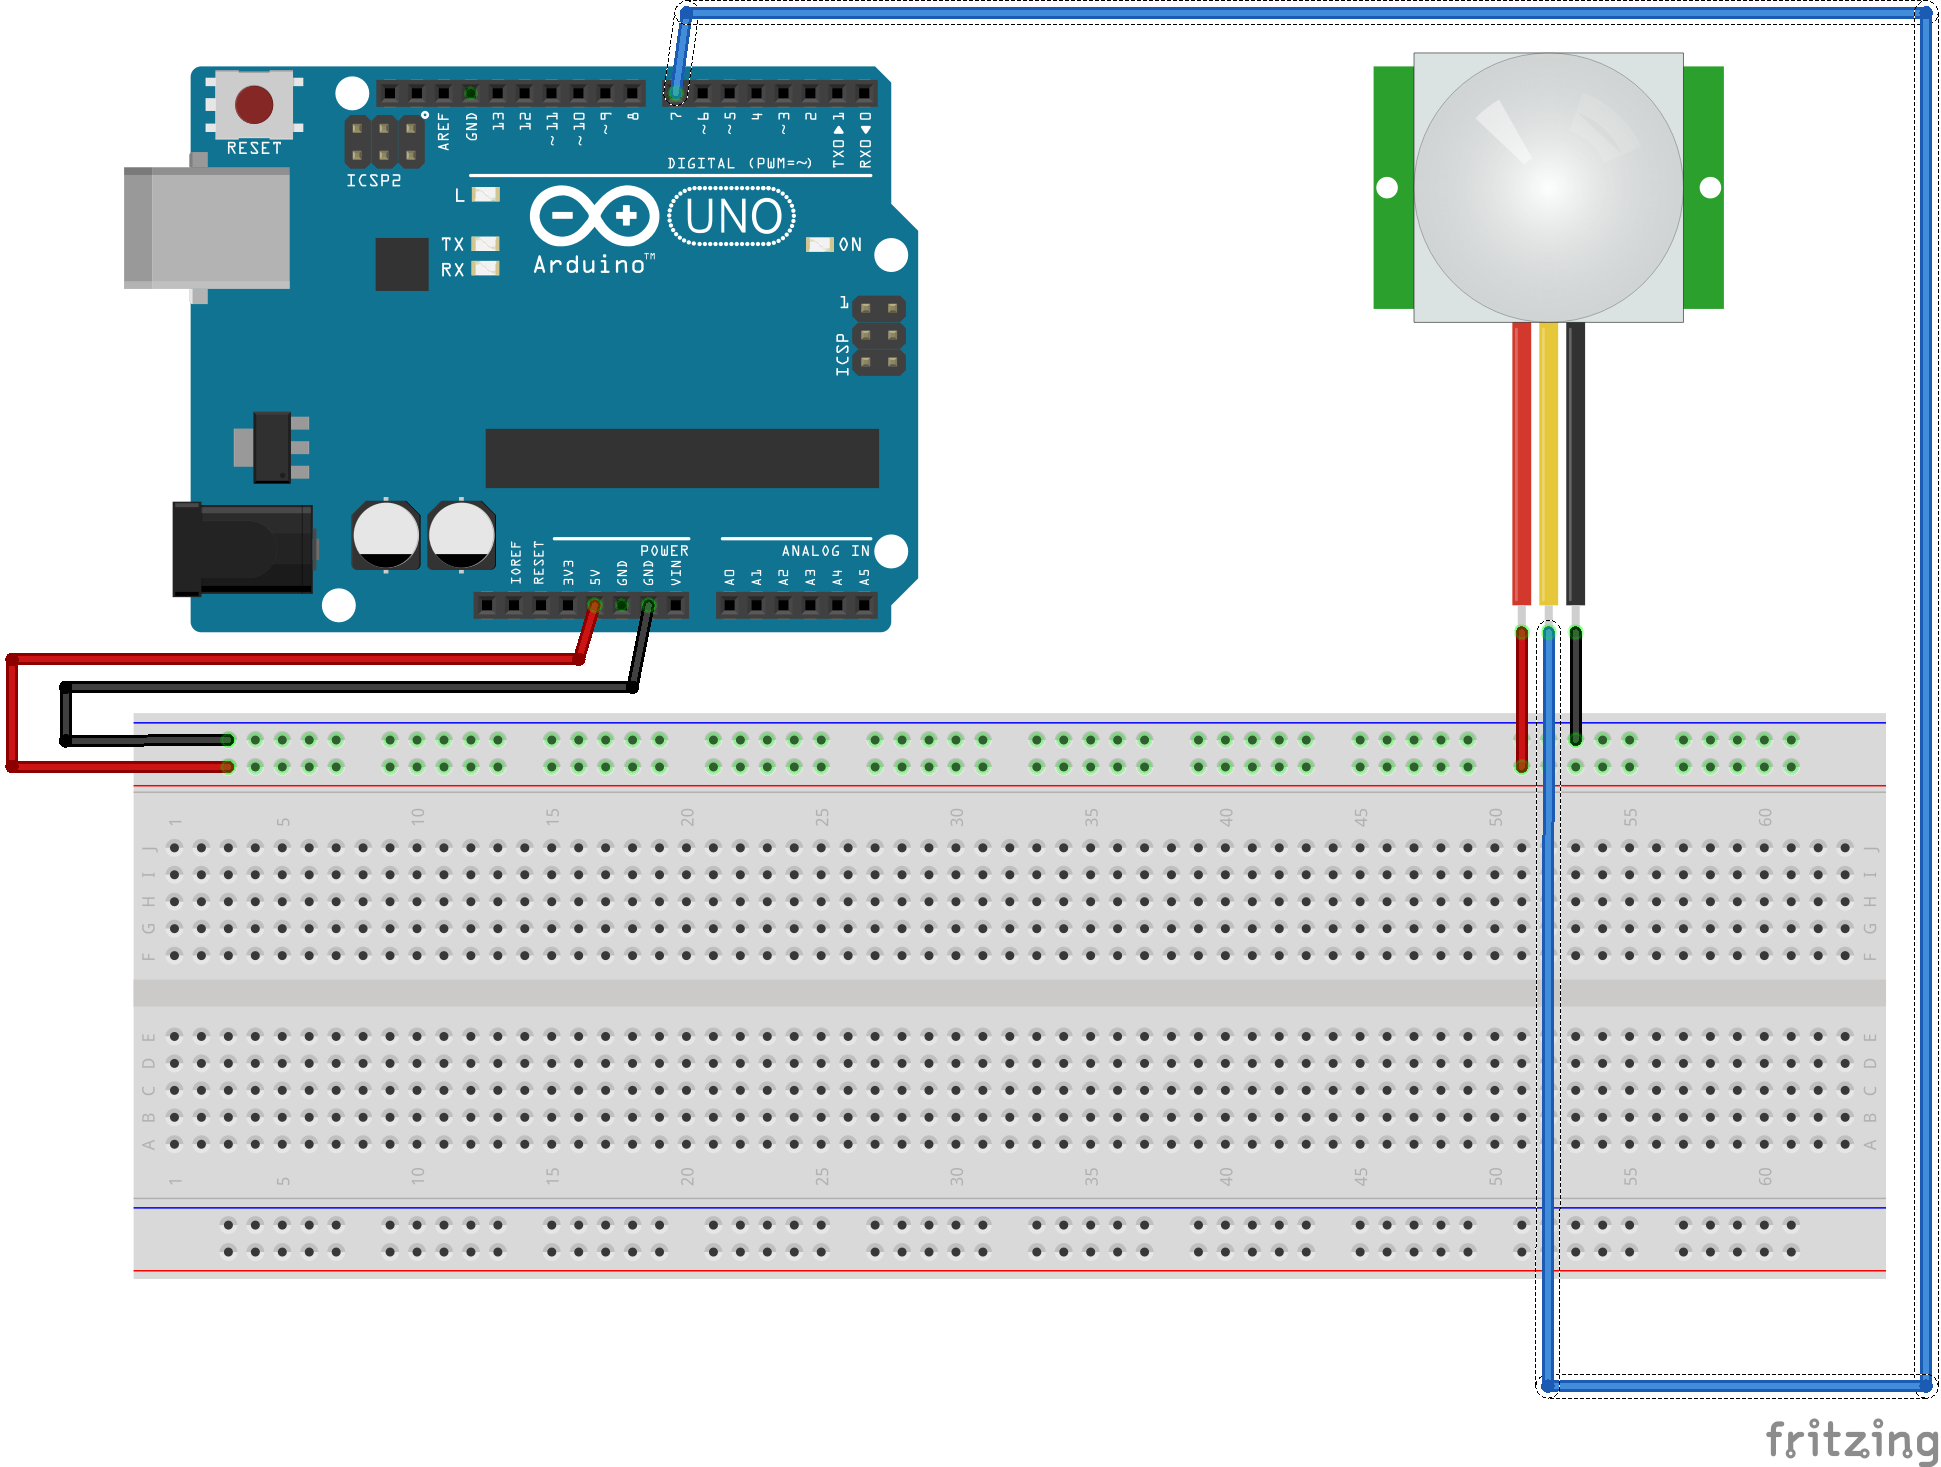 RESET
ICSP2
AREF
GND
13
12
~11
~10
~9
8
7
~6
~5
4
~3
2
TX0▶1
RX0◀0
DIGITAL (PWM=~)
L
TX
RX
UNO
ON
Arduino™
1
ICSP
POWER
ANALOG IN
IOREF
RESET
3V3
5V
GND
GND
VIN
A0
A1
A2
A3
A4
A5
1 5 10 15 20 25 30 35 40 45 50 55 60
J J
I I
H H
G G
F F
E E
D D
C C
B B
A A
1 5 10 15 20 25 30 35 40 45 50 55 60
fritzing